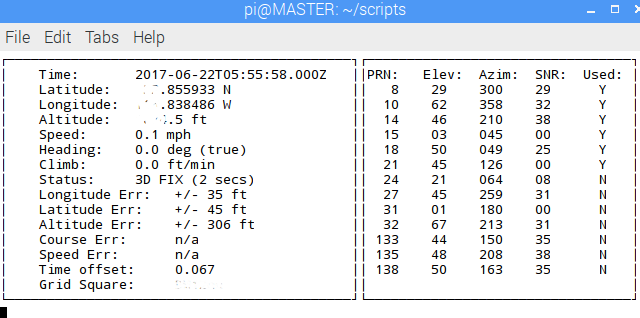 pi@MASTER: ~/scripts
File Edit Tabs Help
Time: 2017-06-22T05:55:58.000Z PRN: Elev: Azim: SNR: Used:
Latitude: .855933 N 8 29 300 29 Y
Longitude: .838486 W 10 62 358 32 Y
Altitude: .5 ft 14 46 210 38 Y
Speed: 0.1 mph 15 03 045 00 Y
Heading: 0.0 deg (true) 18 50 049 25 Y
Climb: 0.0 ft/min 21 45 126 00 Y
Status: 3D FIX (2 secs) 24 21 064 08 N
Longitude Err: +/- 35 ft 27 45 259 31 N
Latitude Err: +/- 45 ft 31 01 180 00 N
Altitude Err: +/- 306 ft 32 67 213 31 N
Course Err: n/a 133 44 150 35 N
Speed Err: n/a 135 48 208 38 N
Time offset: 0.067 138 50 163 35 N
Grid Square: